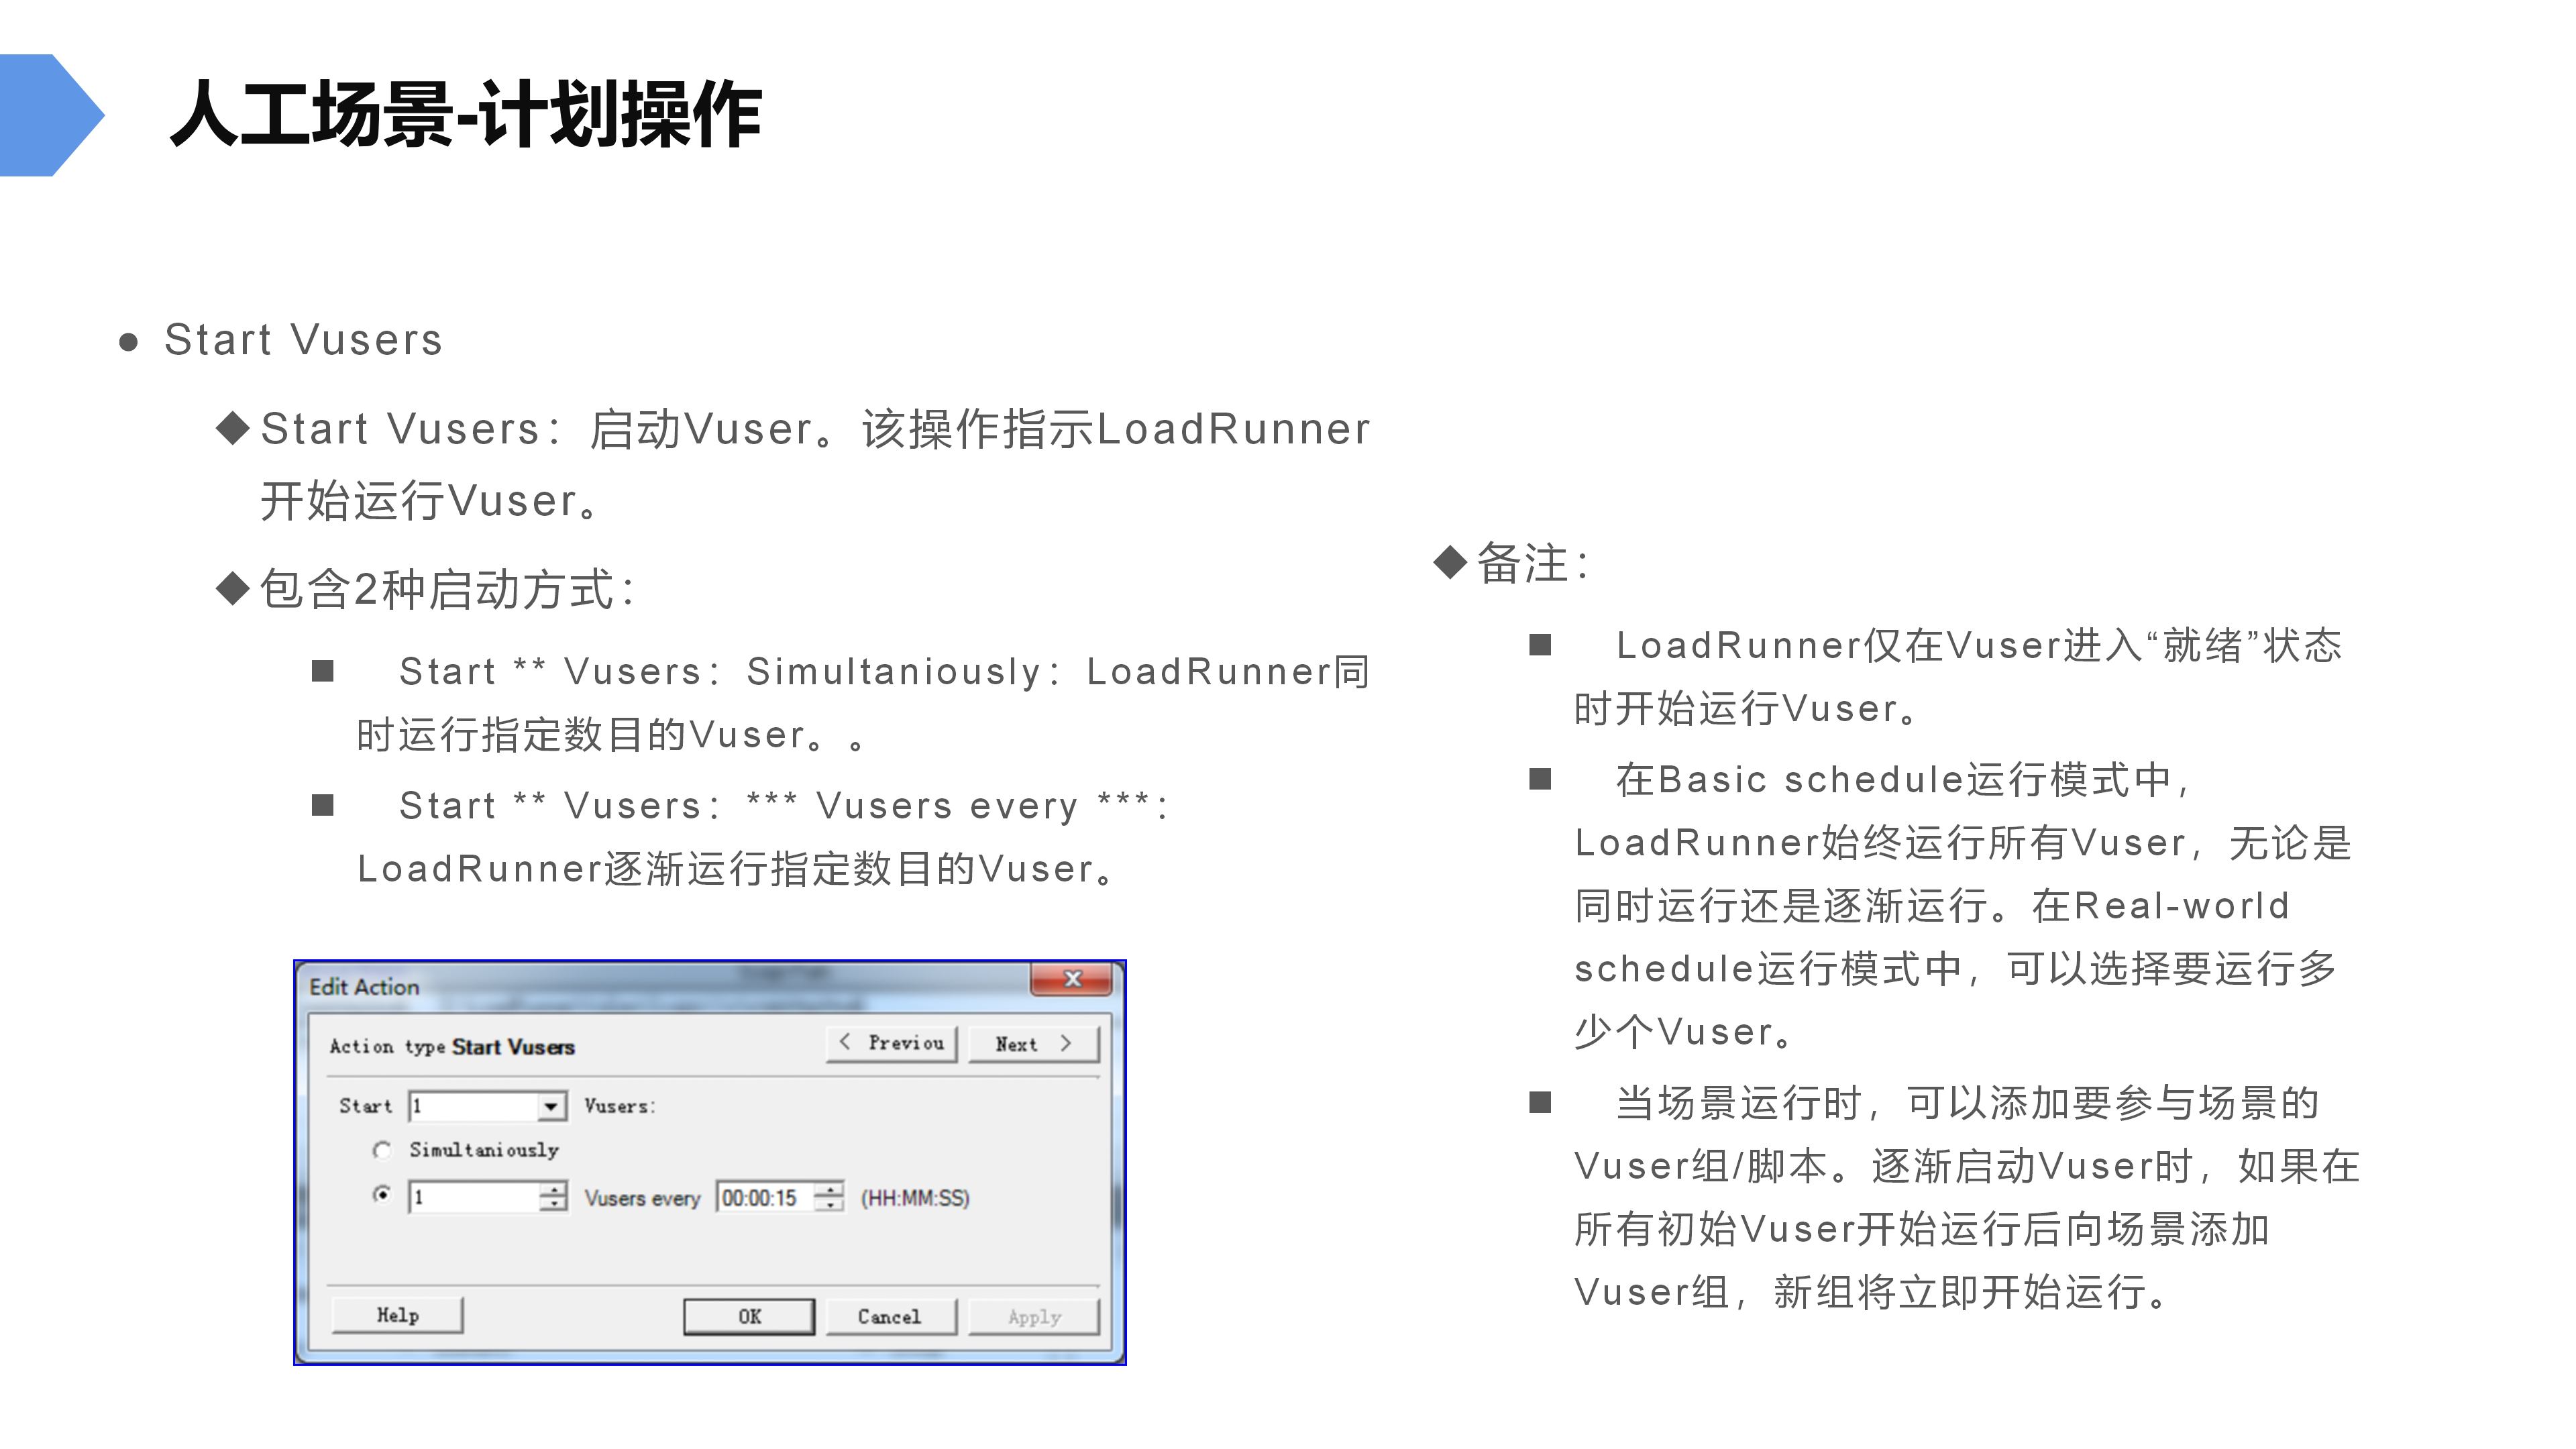 人工场景-计划操作
● Start Vusers
◆Start Vusers：启动Vuser。该操作指示LoadRunner
开始运行Vuser。
◆包含2种启动方式：
■ Start ** Vusers：Simultaniously：LoadRunner同
时运行指定数目的Vuser。。
■ Start ** Vusers：*** Vusers every ***：
LoadRunner逐渐运行指定数目的Vuser。
Edit Action
Action type Start Vusers < Previou Next >
Start 1 Vusers:
Simultaniously
1 Vusers every 00:00:15 (HH:MM:SS)
Help OK Cancel Apply
◆备注：
■ LoadRunner仅在Vuser进入“就绪”状态
时开始运行Vuser。
■ 在Basic schedule运行模式中，
LoadRunner始终运行所有Vuser，无论是
同时运行还是逐渐运行。在Real-world
schedule运行模式中，可以选择要运行多
少个Vuser。
■ 当场景运行时，可以添加要参与场景的
Vuser组/脚本。逐渐启动Vuser时，如果在
所有初始Vuser开始运行后向场景添加
Vuser组，新组将立即开始运行。